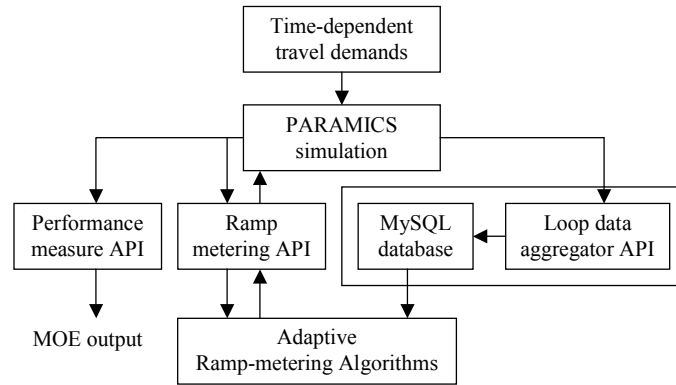 Time-dependent
travel demands
PARAMICS
simulation
Performance
measure API
Ramp
metering API
MySQL
database
Loop data
aggregator API
MOE output
Adaptive
Ramp-metering Algorithms